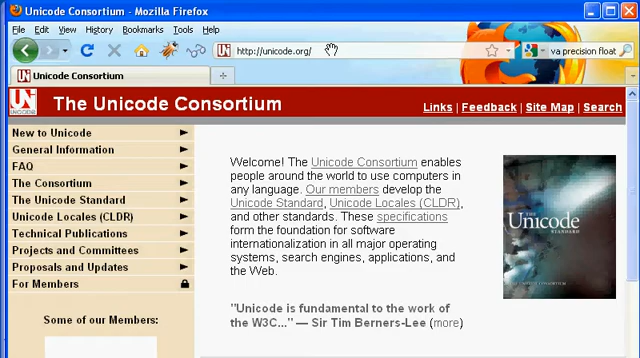 Unicode Consortium - Mozilla Firefox
File Edit View History Bookmarks Tools Help
http://unicode.org/
va precision float
Unicode Consortium
The Unicode Consortium
Links | Feedback | Site Map | Search
New to Unicode
General Information
FAQ
The Consortium
The Unicode Standard
Unicode Locales (CLDR)
Technical Publications
Projects and Committees
Proposals and Updates
For Members
Some of our Members:
Welcome! The Unicode Consortium enables
people around the world to use computers in
any language. Our members develop the
Unicode Standard, Unicode Locales (CLDR),
and other standards. These specifications
form the foundation for software
internationalization in all major operating
systems, search engines, applications, and
the Web.
"Unicode is fundamental to the work of
the W3C..." — Sir Tim Berners-Lee (more)
THE
Unicode
STANDARD